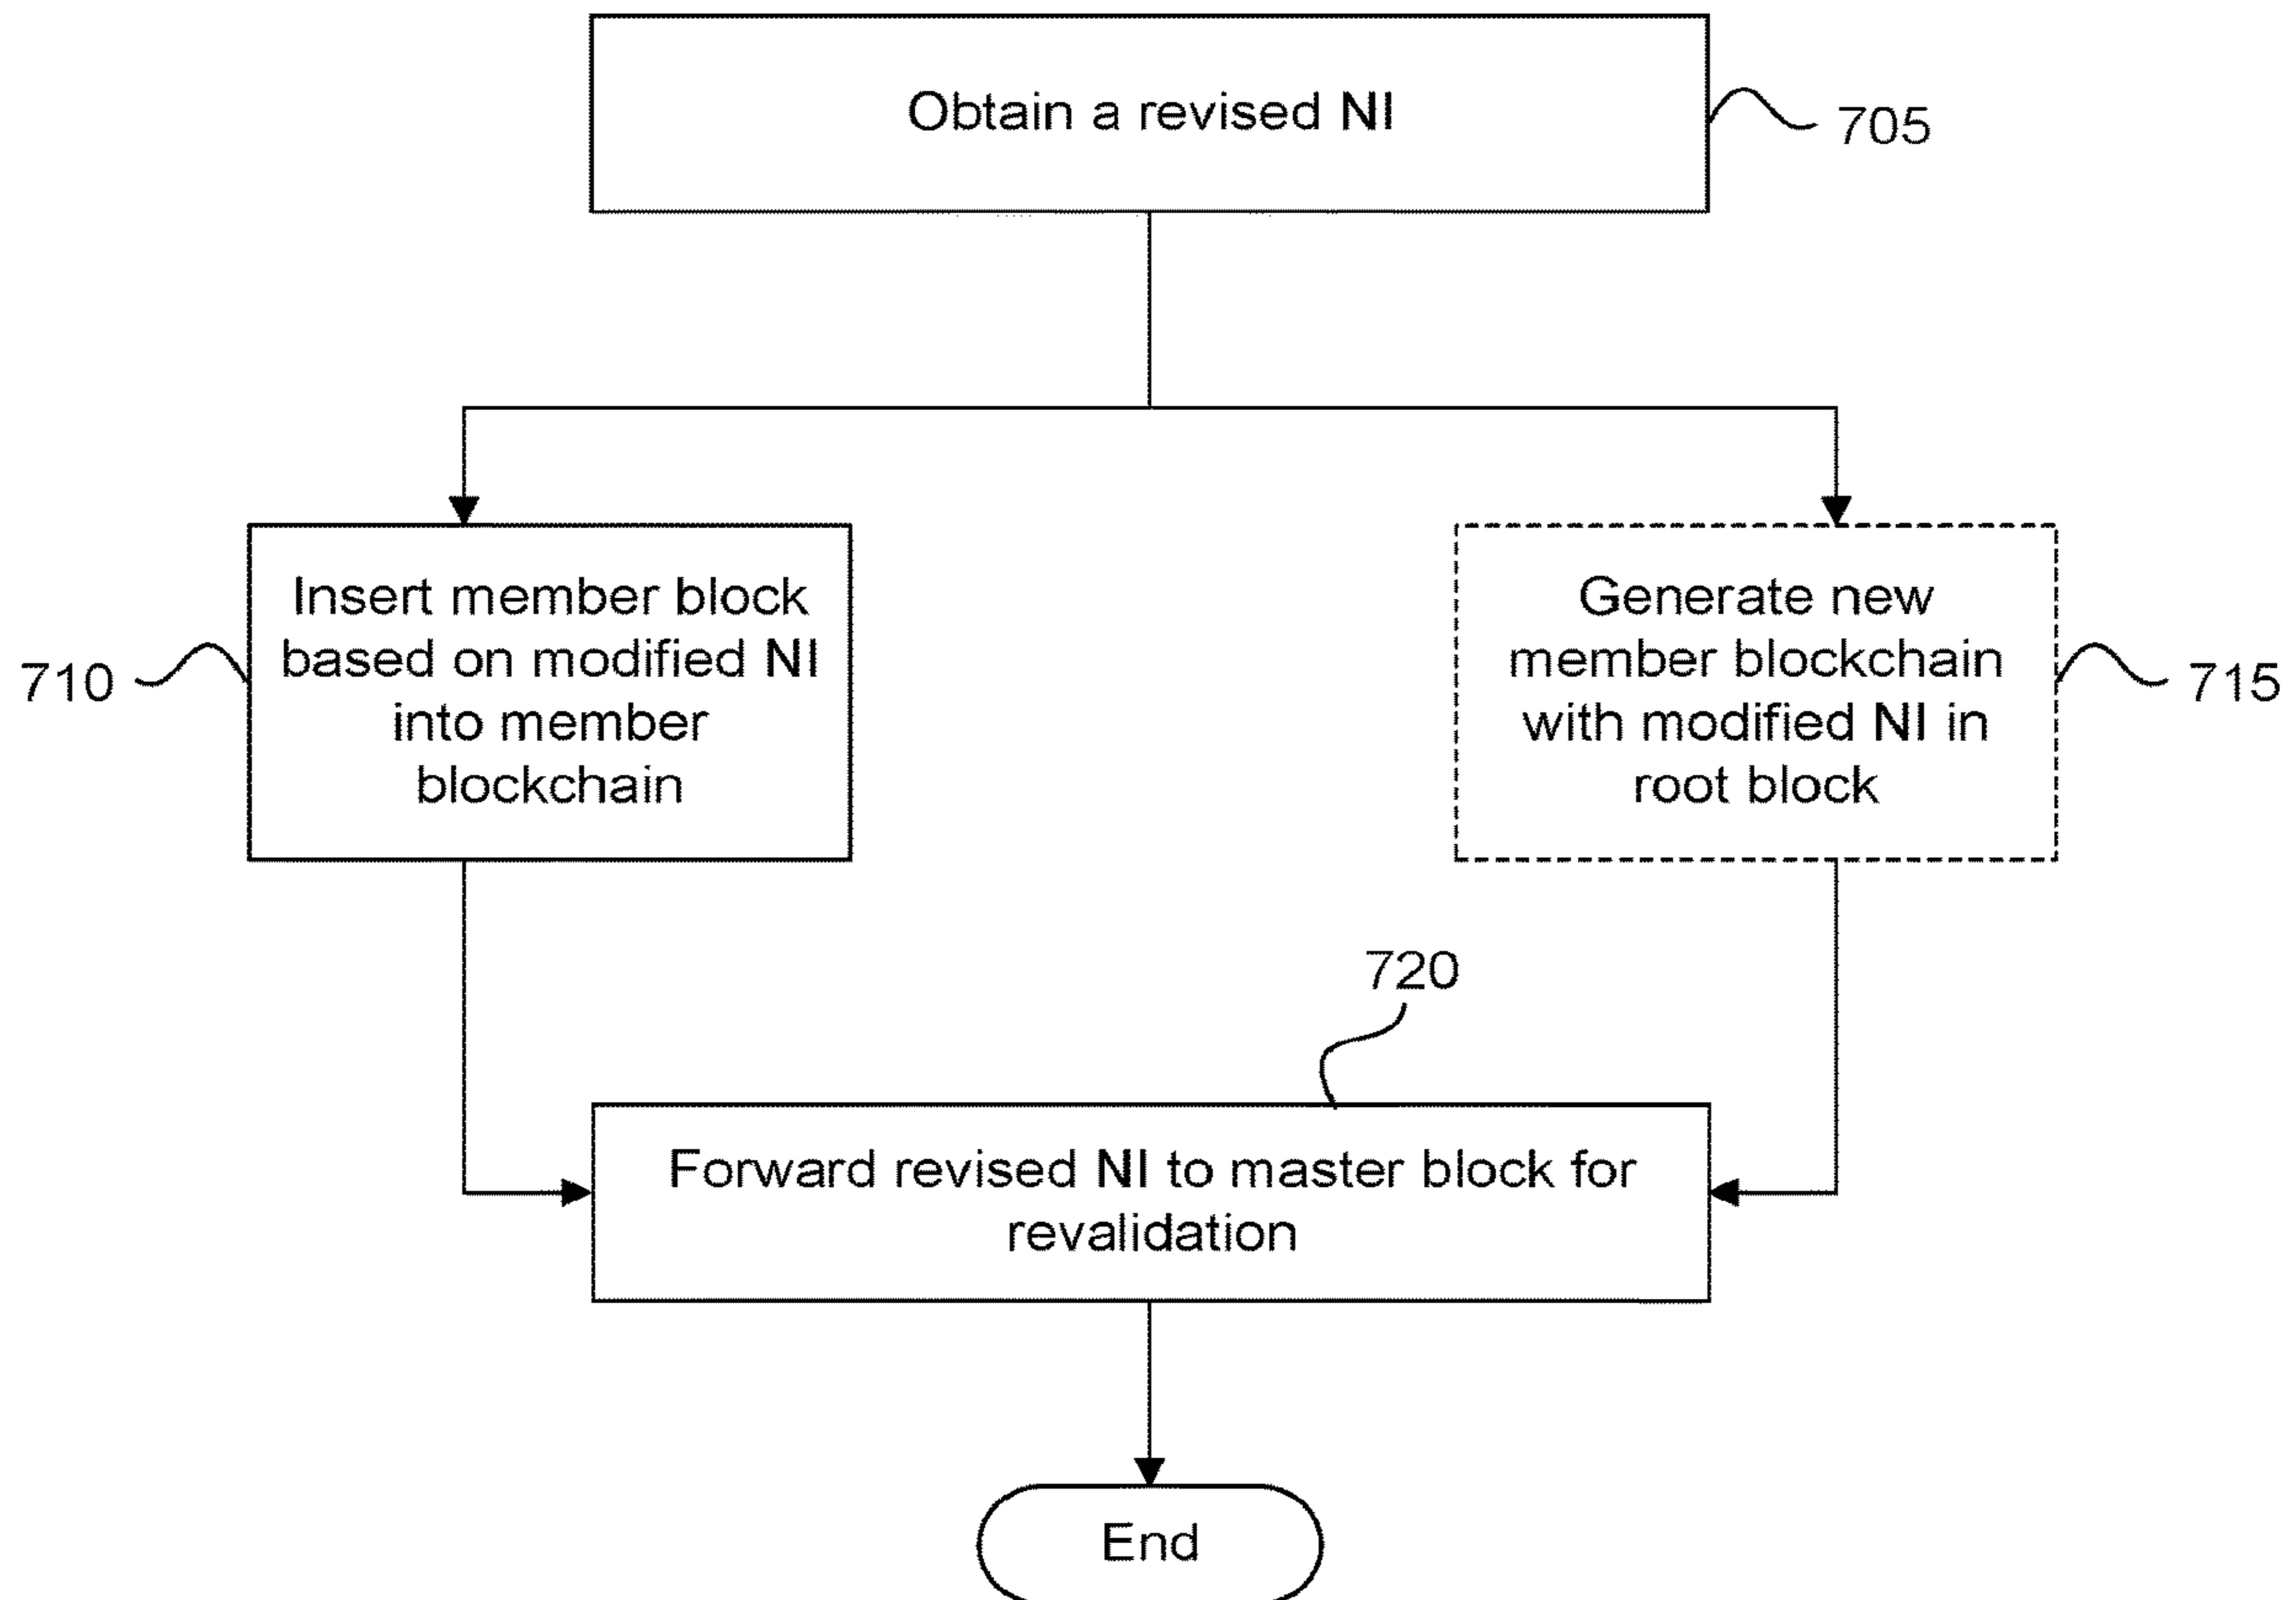 Obtain a revised NI
705
Insert member block
based on modified NI
into member
blockchain
710
Generate new
member blockchain
with modified NI in
root block
715
720
Forward revised NI to master block for
revalidation
End